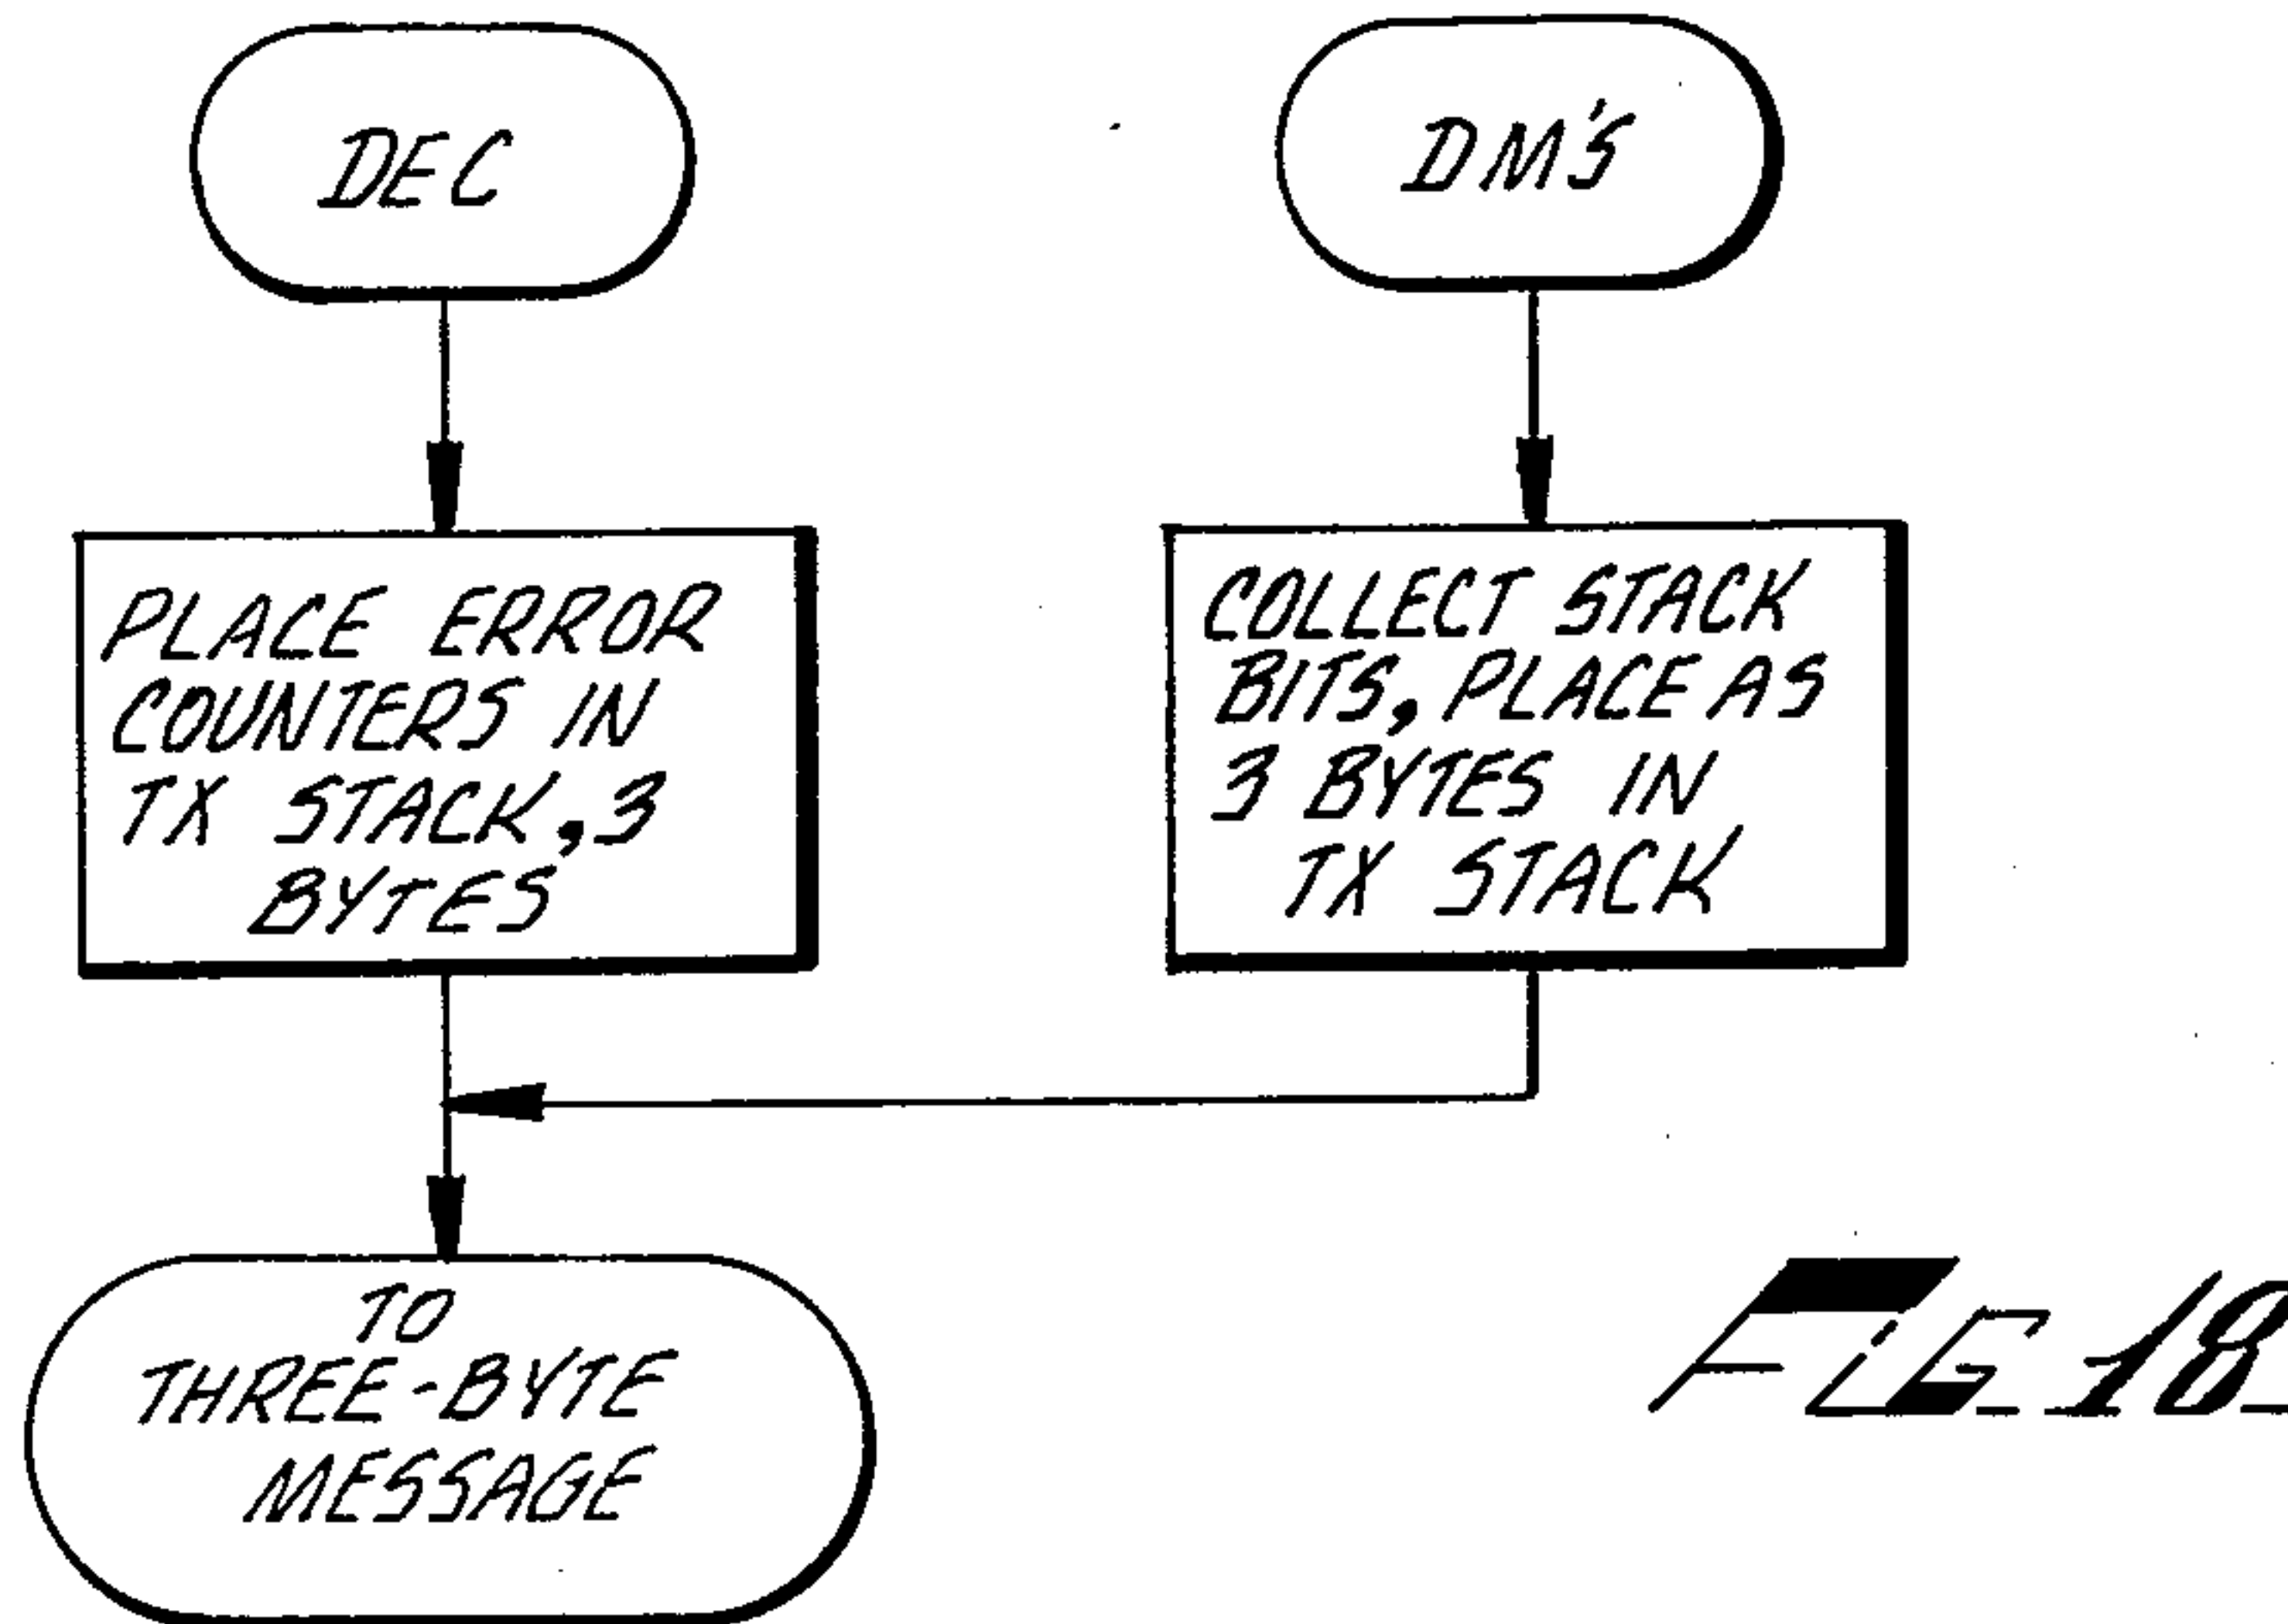 DEC
DM'S
PLACE ERROR
COUNTERS IN
TX STACK, 3
BYTES
COLLECT STACK
BITS, PLACE AS
3 BYTES IN
TX STACK
TO
THREE-BYTE
MESSAGE
FIG. 18